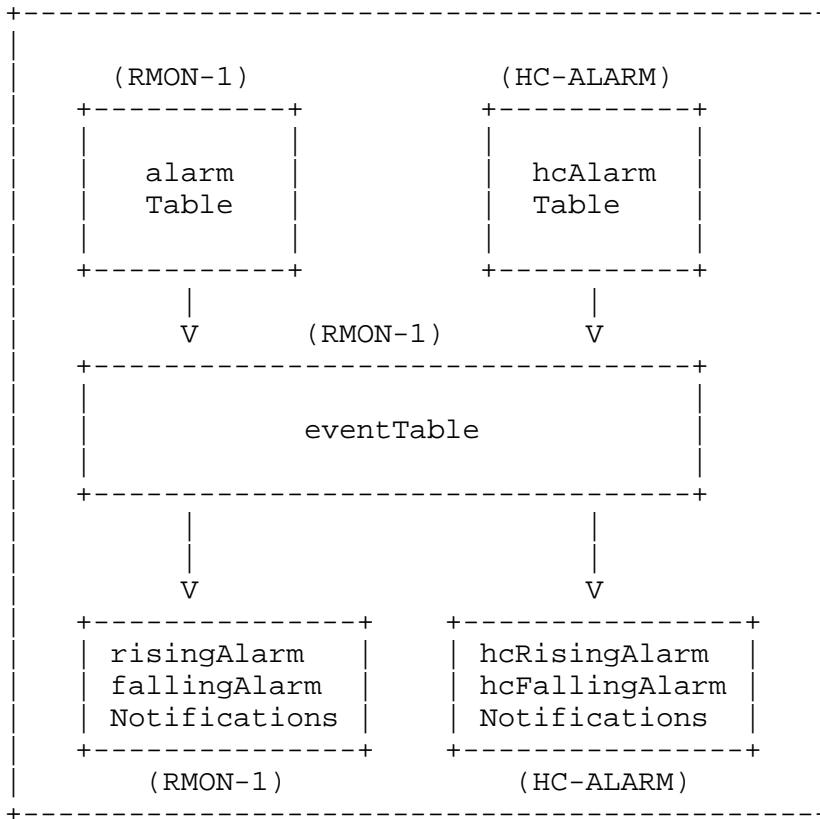 (RMON-1) (HC-ALARM)
alarm hcAlarm
Table Table
V (RMON-1) V
eventTable
V V
risingAlarm hcRisingAlarm
fallingAlarm hcFallingAlarm
Notifications Notifications
(RMON-1) (HC-ALARM)